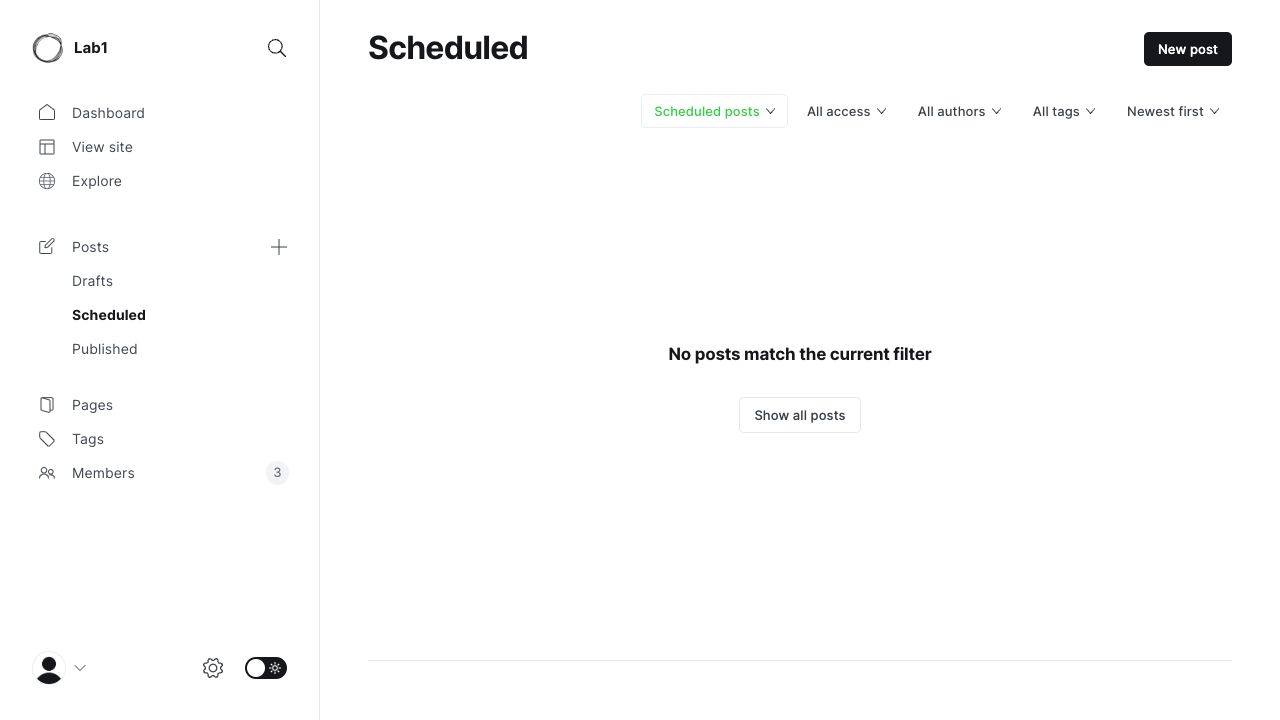 Lab1
Dashboard
View site
Explore
Posts
Drafts
Scheduled
Published
Pages
Tags
Members 3
Scheduled
New post
Scheduled posts All access All authors All tags Newest first
No posts match the current filter
Show all posts